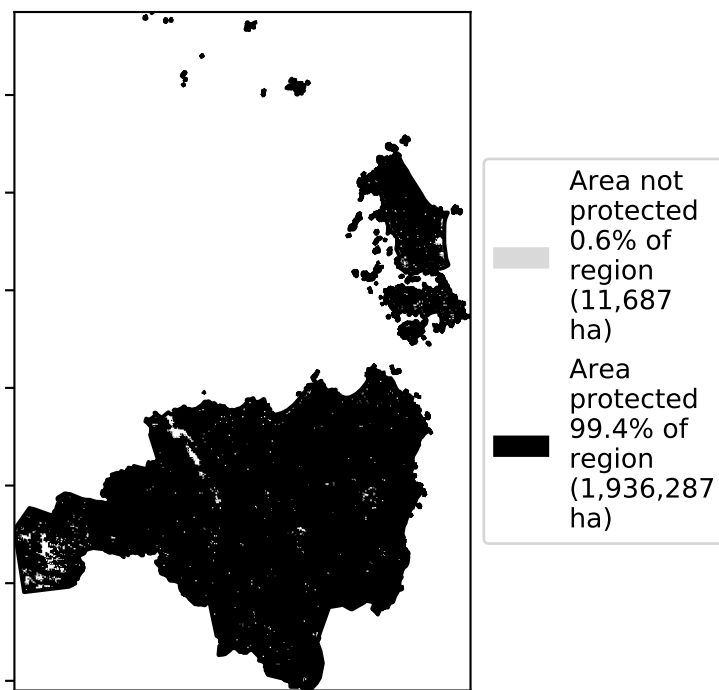 Area not
protected
0.6% of
region
(11,687
ha)
Area
protected
99.4% of
region
(1,936,287
ha)